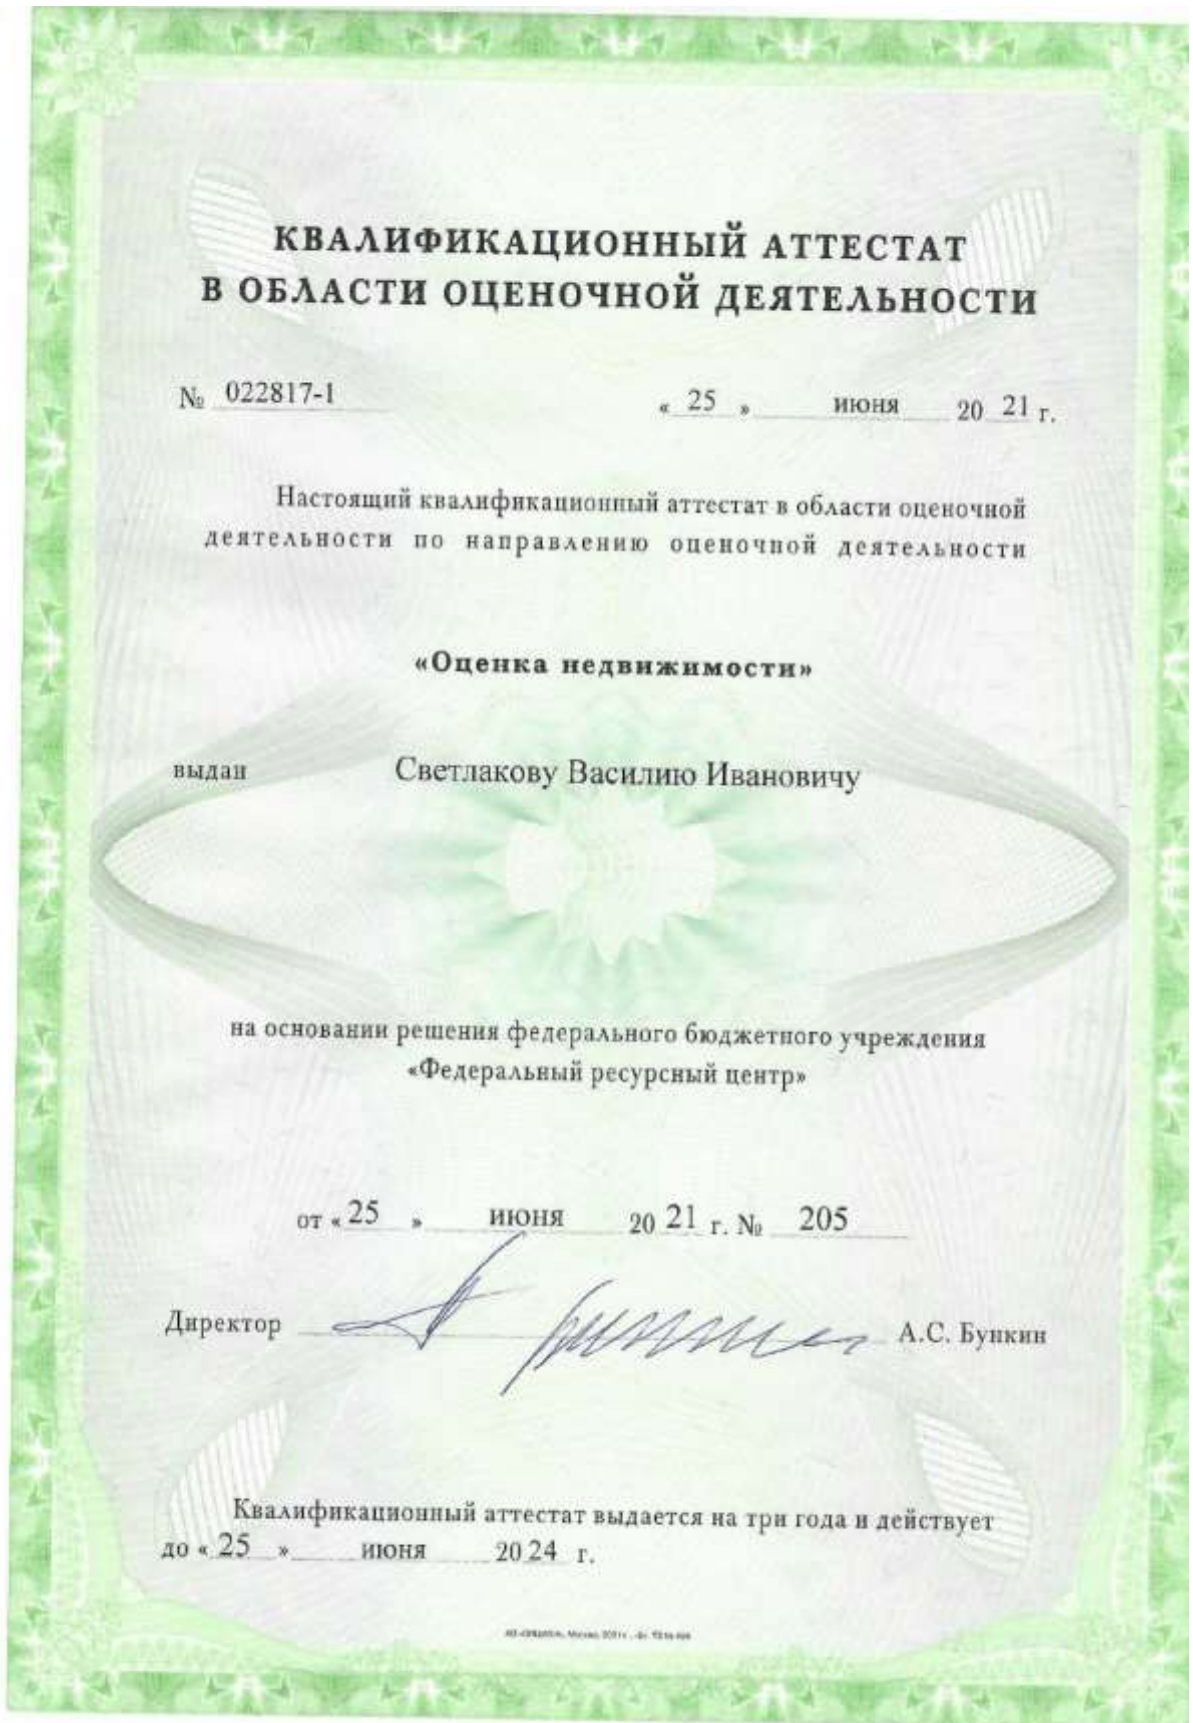 КВАЛИФИКАЦИОННЫЙ АТТЕСТАТ
В ОБЛАСТИ ОЦЕНОЧНОЙ ДЕЯТЕЛЬНОСТИ
№ 022817-1 « 25 » июня 20 21 г.
Настоящий квалификационный аттестат в области оценочной
деятельности по направлению оценочной деятельности
«Оценка недвижимости»
выдан Светлакову Василию Ивановичу
на основании решения федерального бюджетного учреждения
«Федеральный ресурсный центр»
от « 25 » июня 20 21 г. № 205
Директор А.С. Бункин
Квалификационный аттестат выдается на три года и действует
до « 25 » июня 20 24 г.